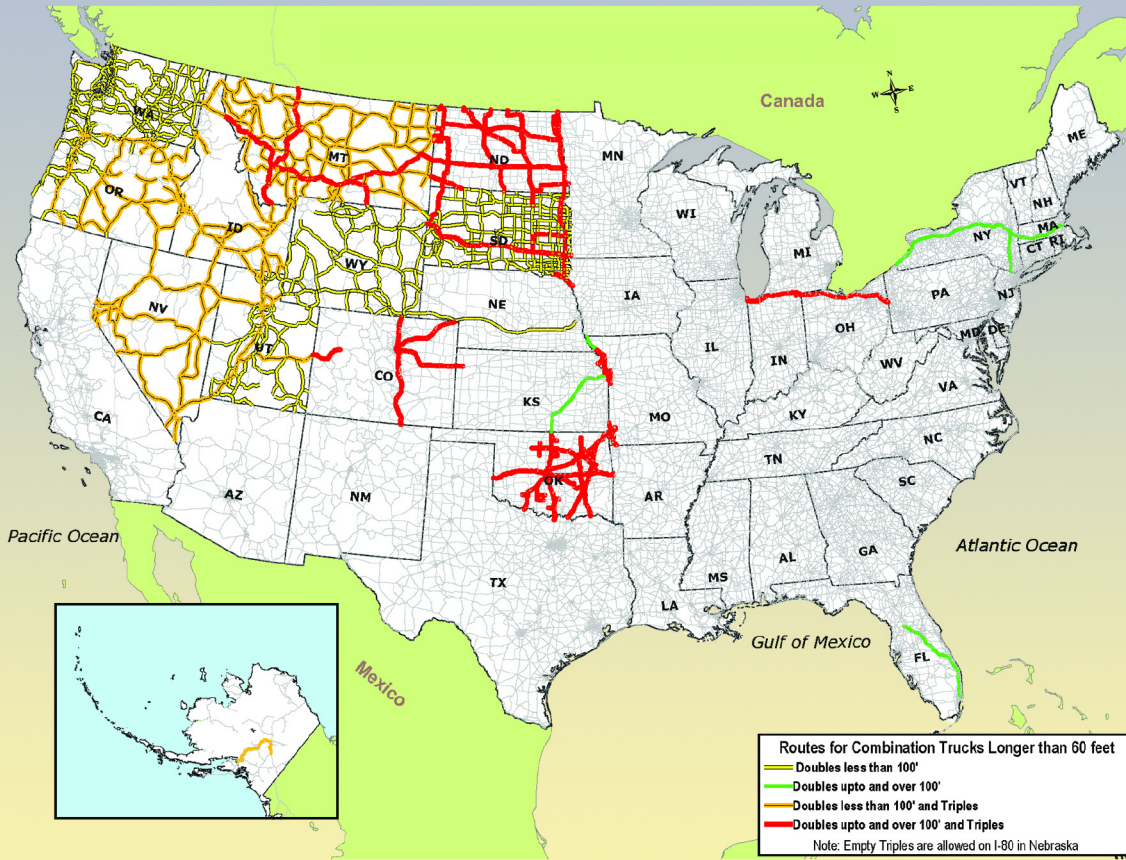 N
W E
S
Canada
WA
MT
ND
MN
ME
OR
ID
SD
WI
VT
NH
WY
MI
NY
MA
CT RI
NV
NE
IA
PA
NJ
UT
CO
IL
IN
OH
MD DE
WV
VA
CA
KS
MO
KY
NC
AZ
NM
OK
AR
TN
SC
Pacific Ocean
TX
MS
AL
GA
Atlantic Ocean
LA
Gulf of Mexico
FL
Mexico
Routes for Combination Trucks Longer than 60 feet
Doubles less than 100'
Doubles upto and over 100'
Doubles less than 100' and Triples
Doubles upto and over 100' and Triples
Note: Empty Triples are allowed on I-80 in Nebraska